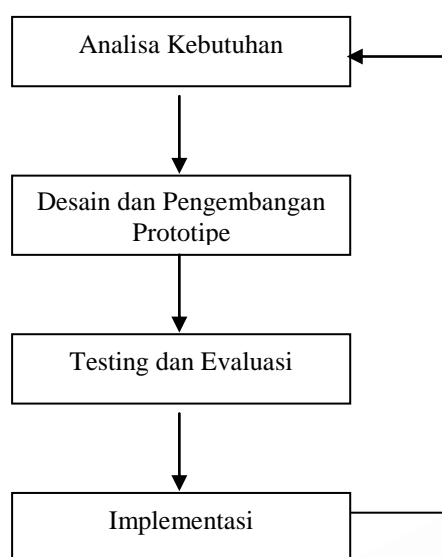 Analisa Kebutuhan
Desain dan Pengembangan
Prototipe
Testing dan Evaluasi
Implementasi